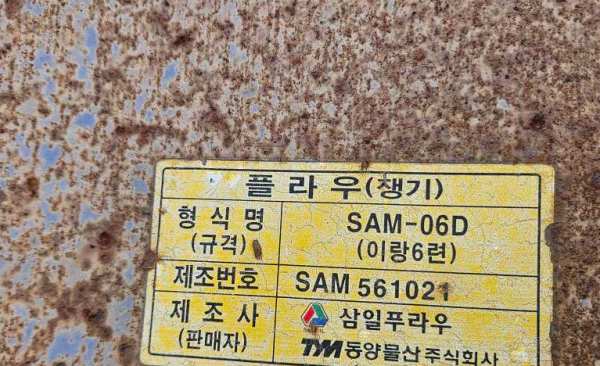 플라우(쟁기)
형식명 SAM-06D
(규격) (이랑6련)
제조번호 SAM 561021
제조사 삼일푸라우
(판매자) TYM 동양물산주식회사